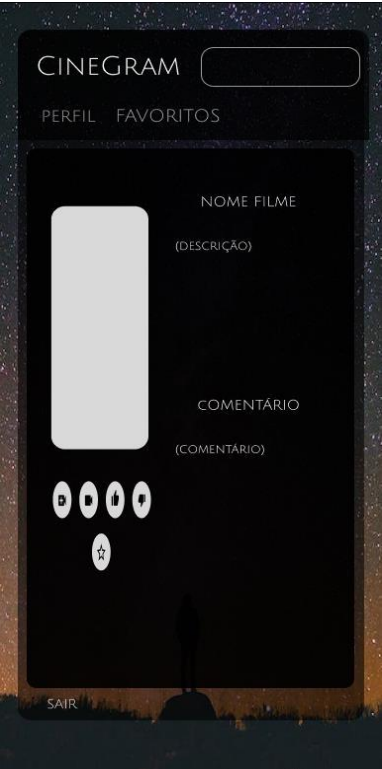 CINEGRAM
PERFIL FAVORITOS
NOME FILME
(DESCRIÇÃO)
COMENTÁRIO
(COMENTÁRIO)
SAIR